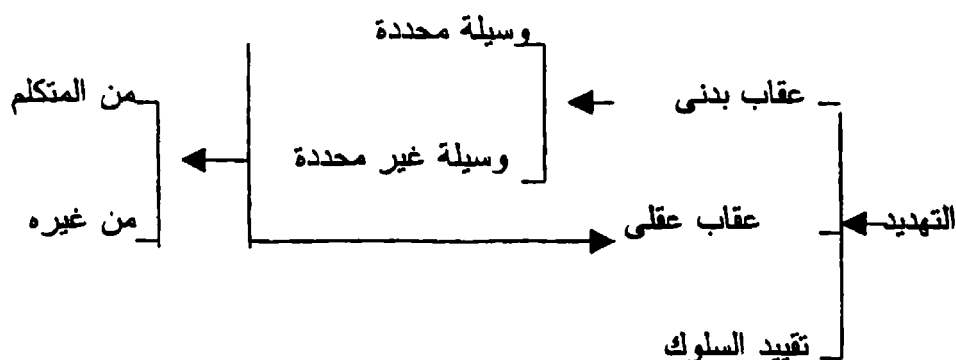 وسيلة محددة
من المتكلم
عقاب بدنى
وسيلة غير محددة
من غيره
عقاب عقلى
التهديد
تقييد السلوك